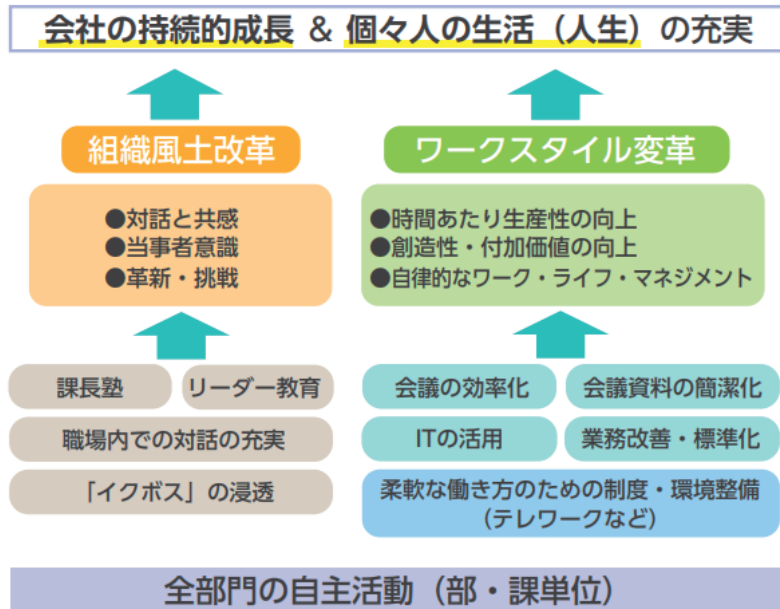 会社の持続的成長 & 個々人の生活（人生）の充実
組織風土改革
●対話と共感
●当事者意識
●革新・挑戦
課長塾
リーダー教育
職場内での対話の充実
「イクボス」の浸透
ワークスタイル変革
●時間あたり生産性の向上
●創造性・付加価値の向上
●自律的なワーク・ライフ・マネジメント
会議の効率化
会議資料の簡潔化
ITの活用
業務改善・標準化
柔軟な働き方のための制度・環境整備
(テレワークなど)
全部門の自主活動（部・課単位）